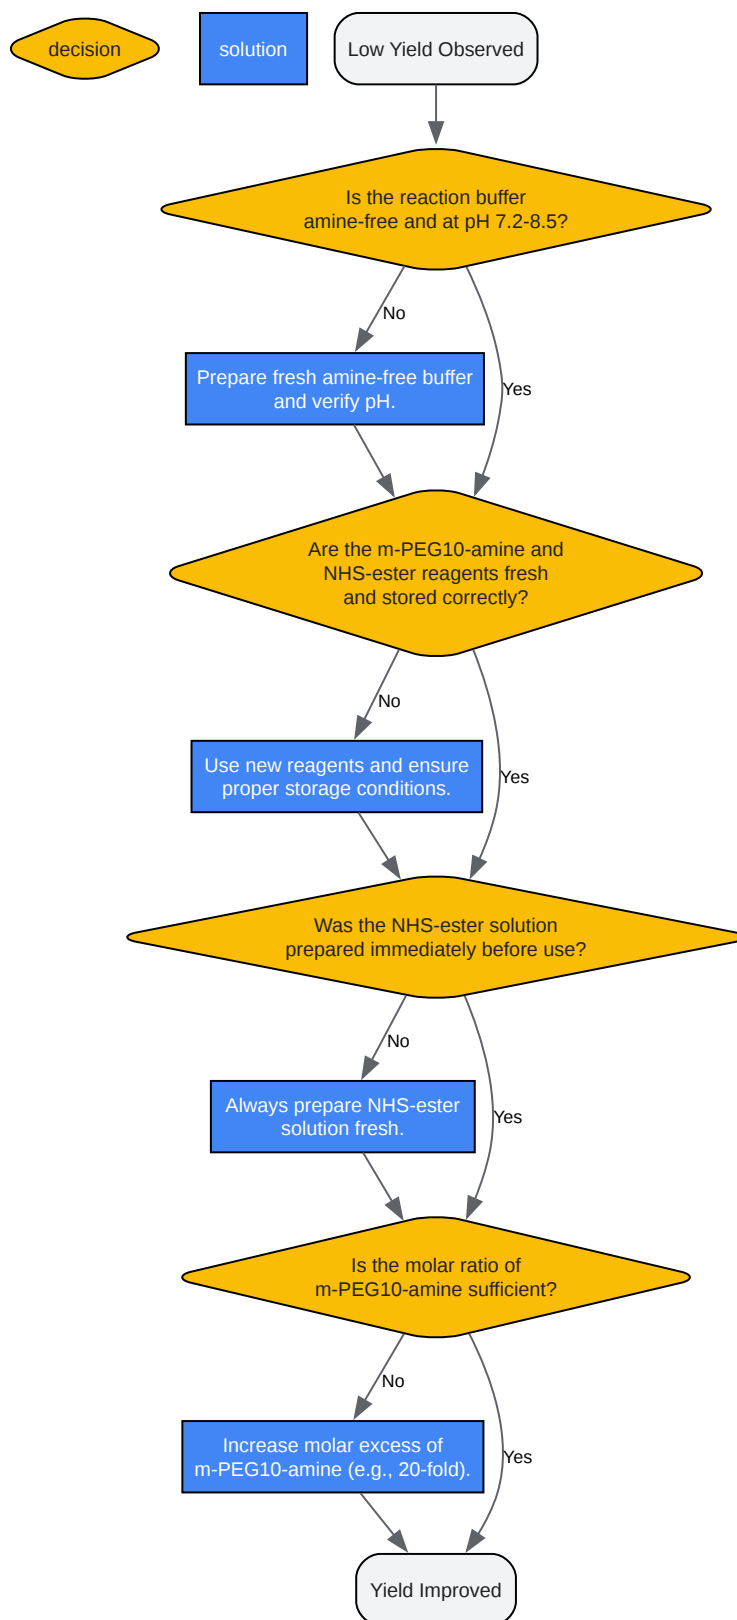 decision
solution
Low Yield Observed
Is the reaction buffer
amine-free and at pH 7.2-8.5?
No
Yes
Prepare fresh amine-free buffer
and verify pH.
Are the m-PEG10-amine and
NHS-ester reagents fresh
and stored correctly?
No
Yes
Use new reagents and ensure
proper storage conditions.
Was the NHS-ester solution
prepared immediately before use?
No
Yes
Always prepare NHS-ester
solution fresh.
Is the molar ratio of
m-PEG10-amine sufficient?
No
Yes
Increase molar excess of
m-PEG10-amine (e.g., 20-fold).
Yield Improved